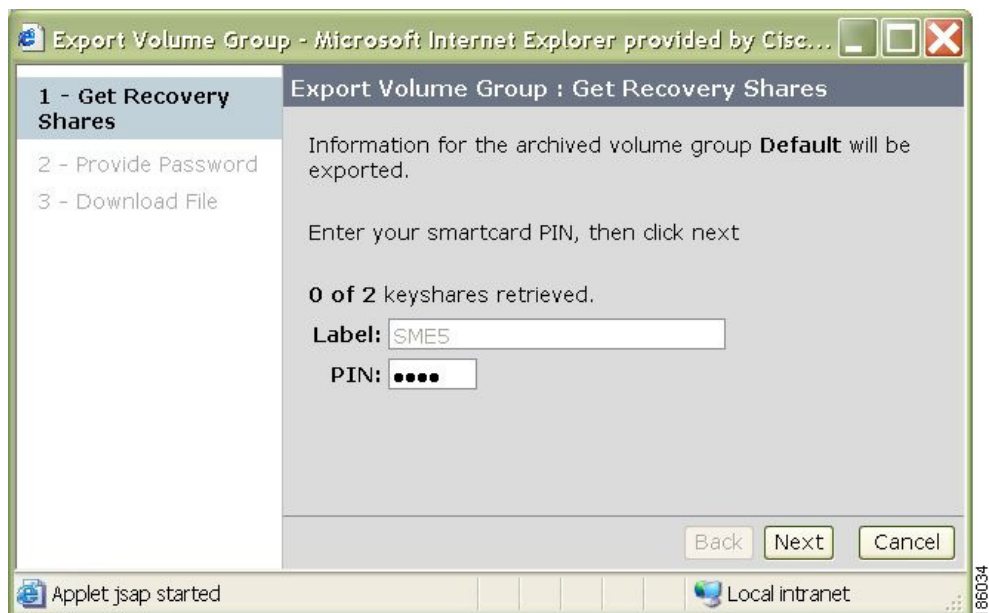 Export Volume Group - Microsoft Internet Explorer provided by Cisc...
1 - Get Recovery
Shares
2 - Provide Password
3 - Download File
Export Volume Group : Get Recovery Shares
Information for the archived volume group Default will be
exported.
Enter your smartcard PIN, then click next
0 of 2 keyshares retrieved.
Label: SME5
PIN: ••••
Back Next Cancel
Applet jsap started
Local intranet
86034